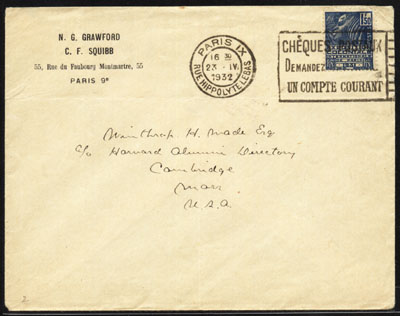 N. G. GRAWFORD
C. F. SQUIBB
55, Rue du Faubourg Montmartre, 55
PARIS 9e
PARIS IX
16 30
23 - IV.
1932
RUE HIPPOLYTE LEBAS
CHÈQUES POSTAUX
DEMANDEZ
UN COMPTE COURANT
1F50
Winthrop H. Wade Esq
c/o Harvard Alumni Directory
Cambridge
Mass
U.S.A.